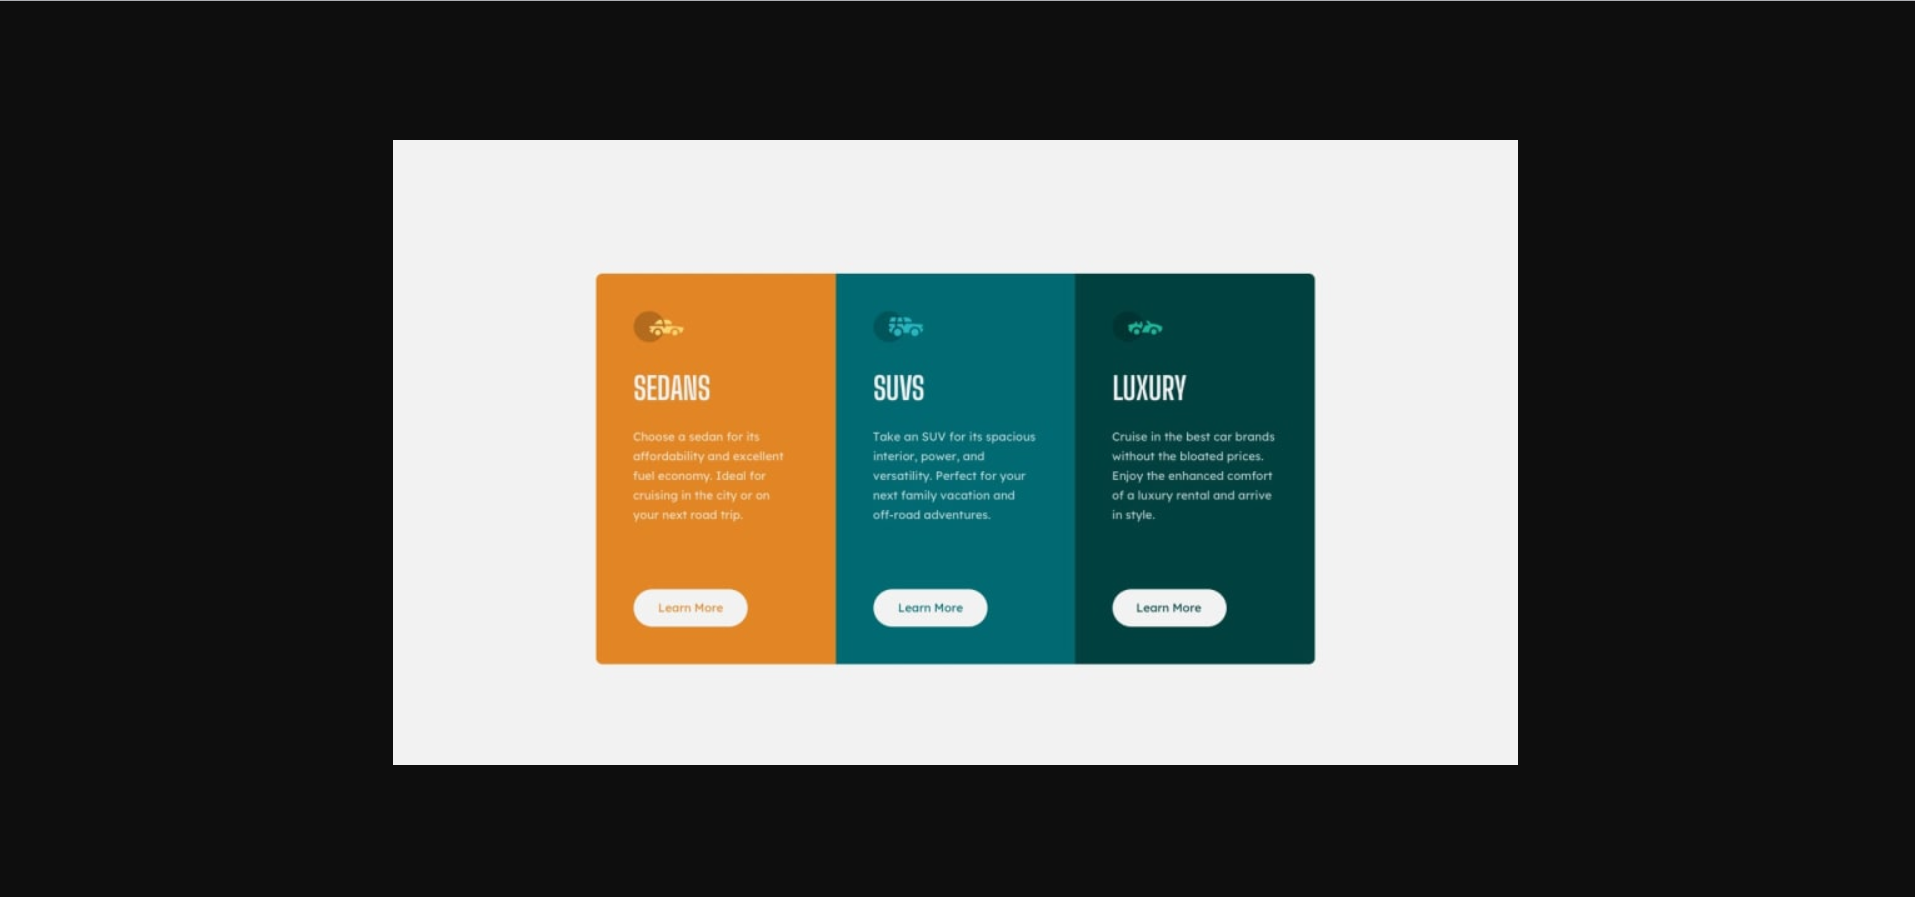 SEDANS
Choose a sedan for its
affordability and excellent
fuel economy. Ideal for
cruising in the city or on
your next road trip.
Learn More
SUVS
Take an SUV for its spacious
interior, power, and
versatility. Perfect for your
next family vacation and
off-road adventures.
Learn More
LUXURY
Cruise in the best car brands
without the bloated prices.
Enjoy the enhanced comfort
of a luxury rental and arrive
in style.
Learn More